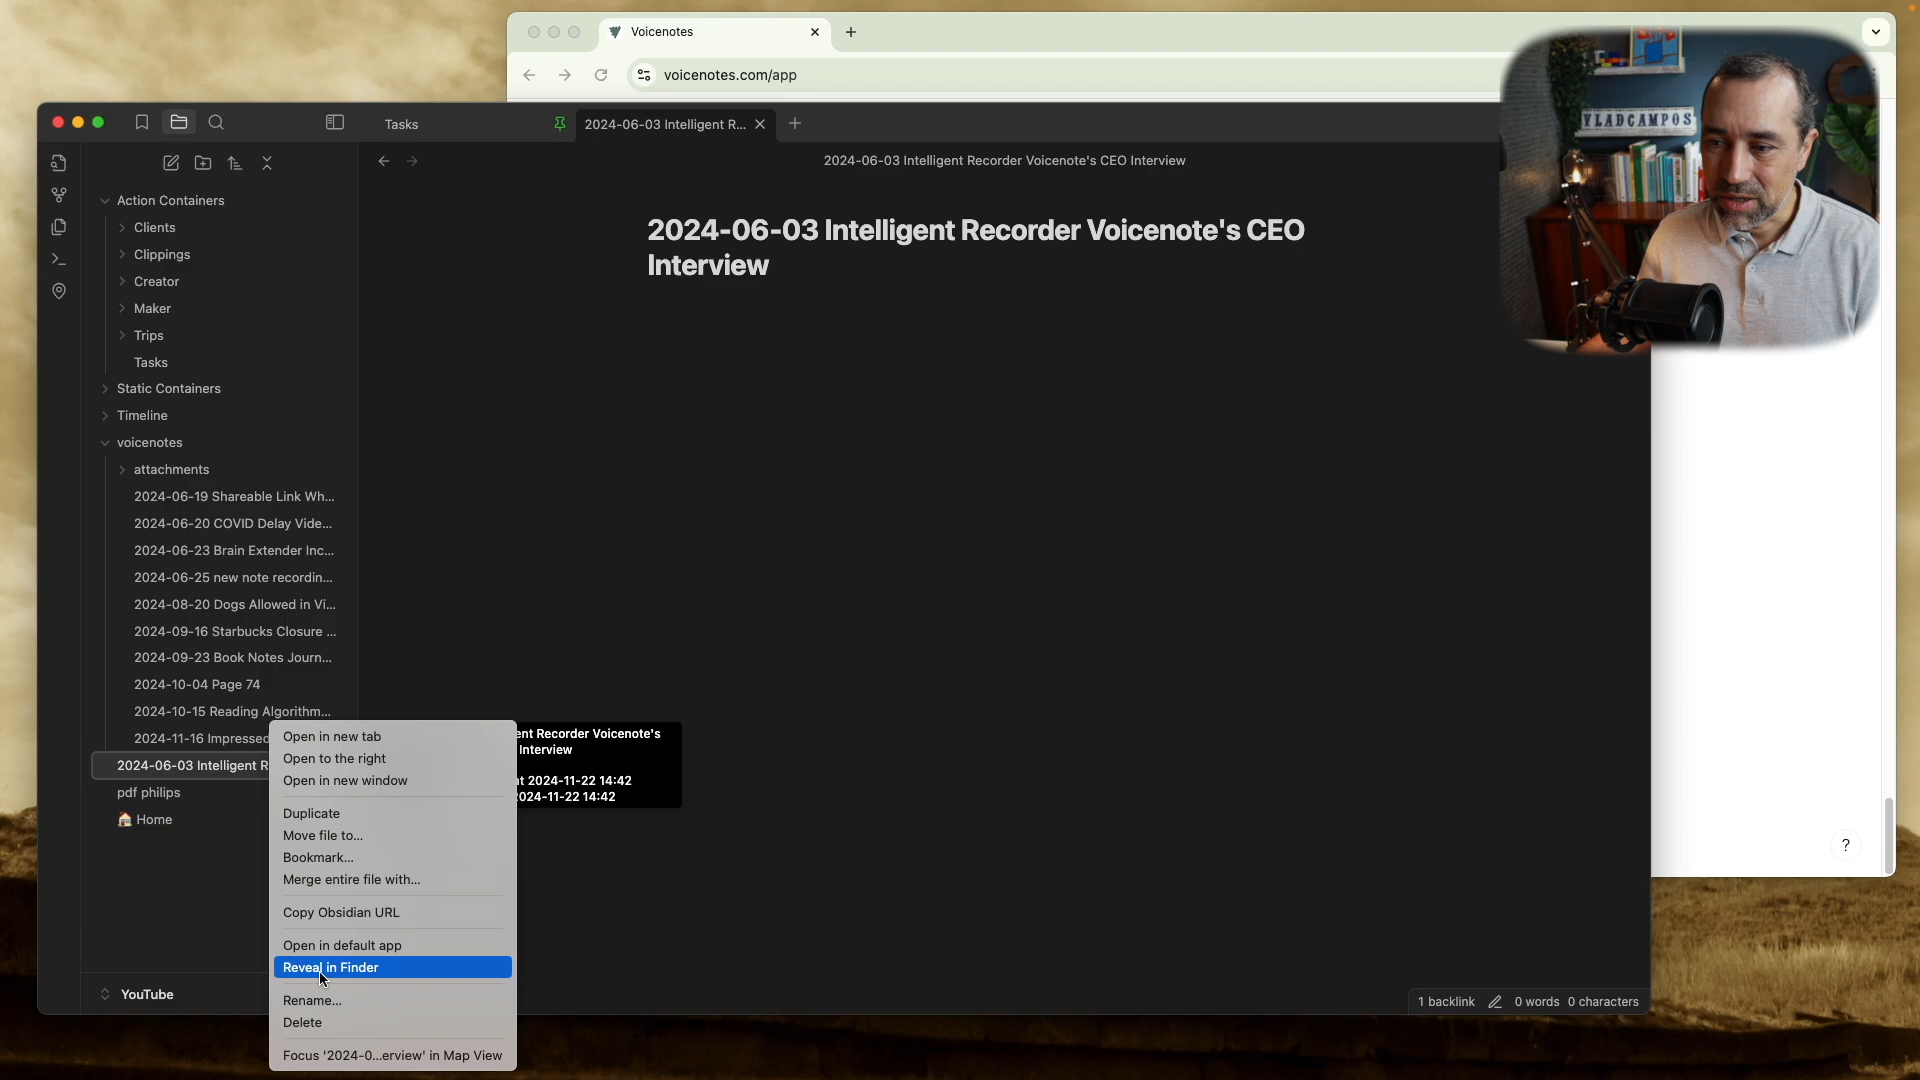 Voicenotes
voicenotes.com/app
VLADCAMPOS
Tasks
2024-06-03 Intelligent R...
2024-06-03 Intelligent Recorder Voicenote's CEO Interview
2024-06-03 Intelligent Recorder Voicenote's CEO
Interview
Action Containers
Clients
Clippings
Creator
Maker
Trips
Tasks
Static Containers
Timeline
voicenotes
attachments
2024-06-19 Shareable Link Wh...
2024-06-20 COVID Delay Vide...
2024-06-23 Brain Extender Inc...
2024-06-25 new note recordin...
2024-08-20 Dogs Allowed in Vi...
2024-09-16 Starbucks Closure ...
2024-09-23 Book Notes Journ...
2024-10-04 Page 74
2024-10-15 Reading Algorithm...
2024-11-16 Impressed
2024-06-03 Intelligent R
pdf philips
🏠 Home
YouTube
Open in new tab
Open to the right
Open in new window
Duplicate
Move file to...
Bookmark...
Merge entire file with...
Copy Obsidian URL
Open in default app
Reveal in Finder
Rename...
Delete
Focus '2024-0...erview' in Map View
ent Recorder Voicenote's
Interview
t 2024-11-22 14:42
2024-11-22 14:42
?
1 backlink 0 words 0 characters